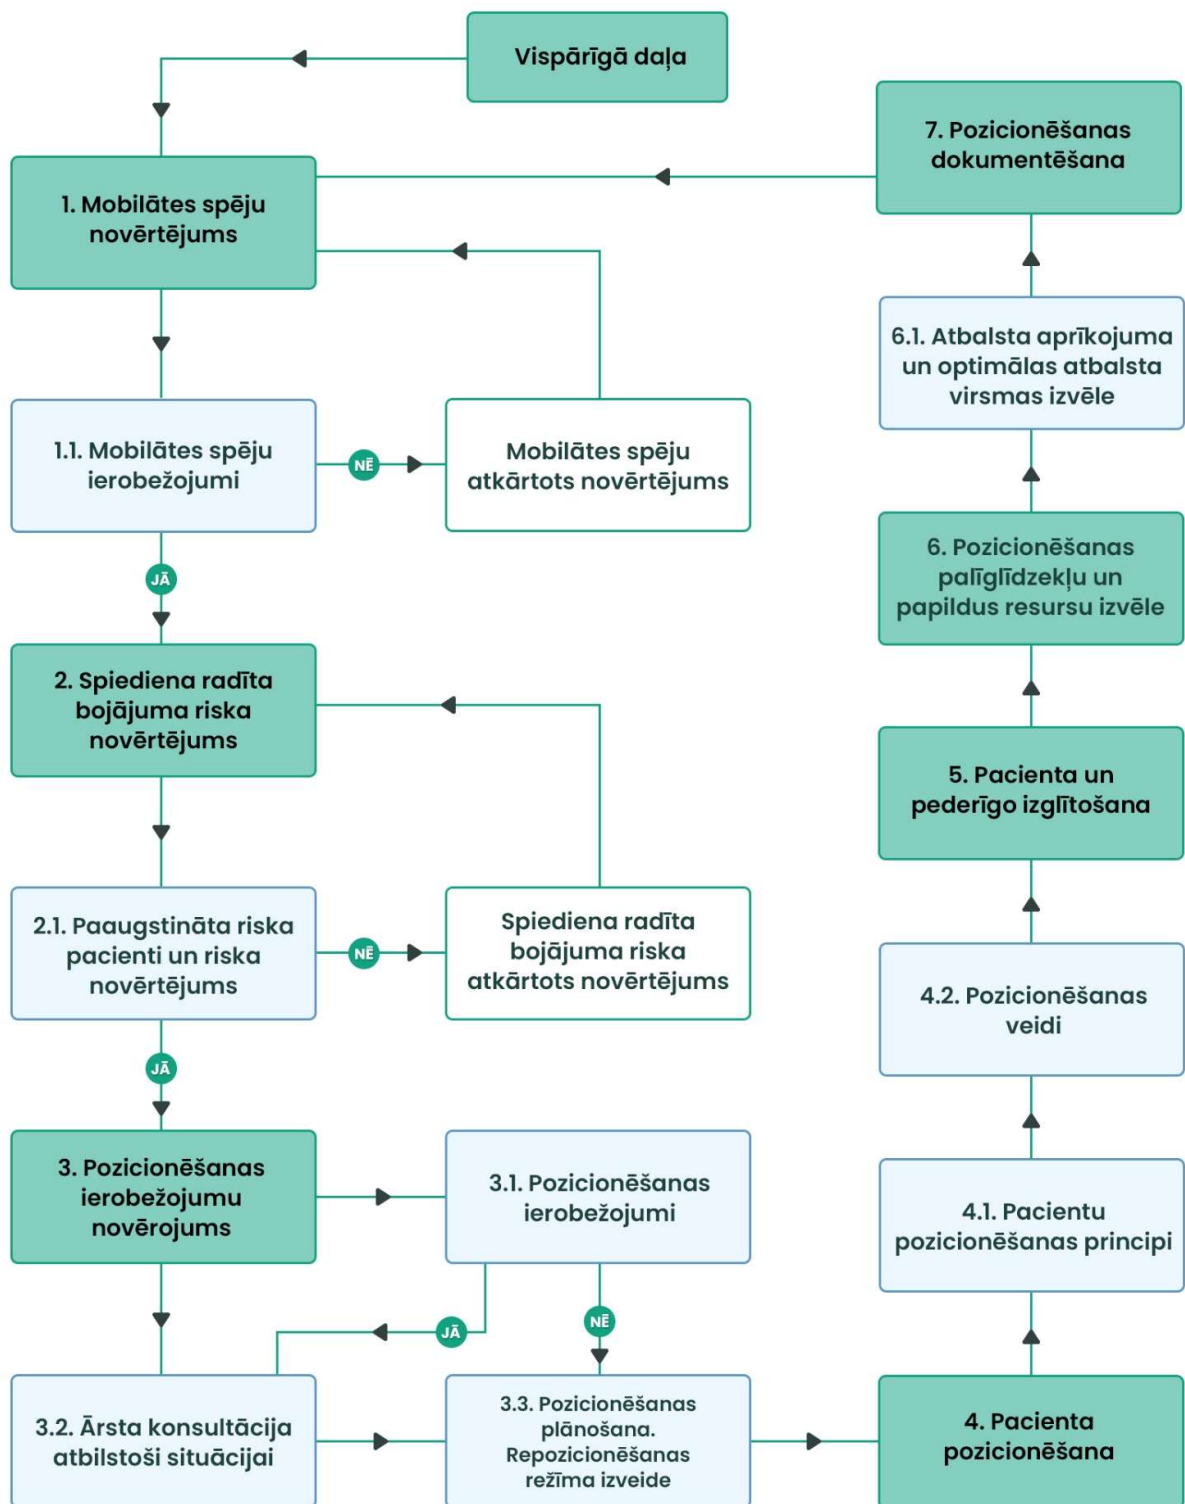 Vispārīgā daļa
7. Pozicionēšanas
dokumentēšana
1. Mobilātes spēju
novērtējums
6.1. Atbalsta aprīkojuma
un optimālas atbalsta
virsmas izvēle
1.1. Mobilātes spēju
ierobežojumi
NĒ
Mobilātes spēju
atkārtots novērtējums
6. Pozicionēšanas
palīglīdzekļu un
papildus resursu izvēle
JĀ
2. Spiediena radīta
bojājuma riska
novērtējums
5. Pacienta un
pederīgo izglītošana
2.1. Paaugstināta riska
pacienti un riska
novērtējums
NĒ
Spiediena radīta
bojājuma riska
atkārtots novērtējums
4.2. Pozicionēšanas
veidi
JĀ
3. Pozicionēšanas
ierobežojumu
novērojums
3.1. Pozicionēšanas
ierobežojumi
4.1. Pacientu
pozicionēšanas principi
JĀ
NĒ
3.2. Ārsta konsultācija
atbilstoši situācijai
3.3. Pozicionēšanas
plānošana.
Repozicionēšanas
režīma izveide
4. Pacienta
pozicionēšana